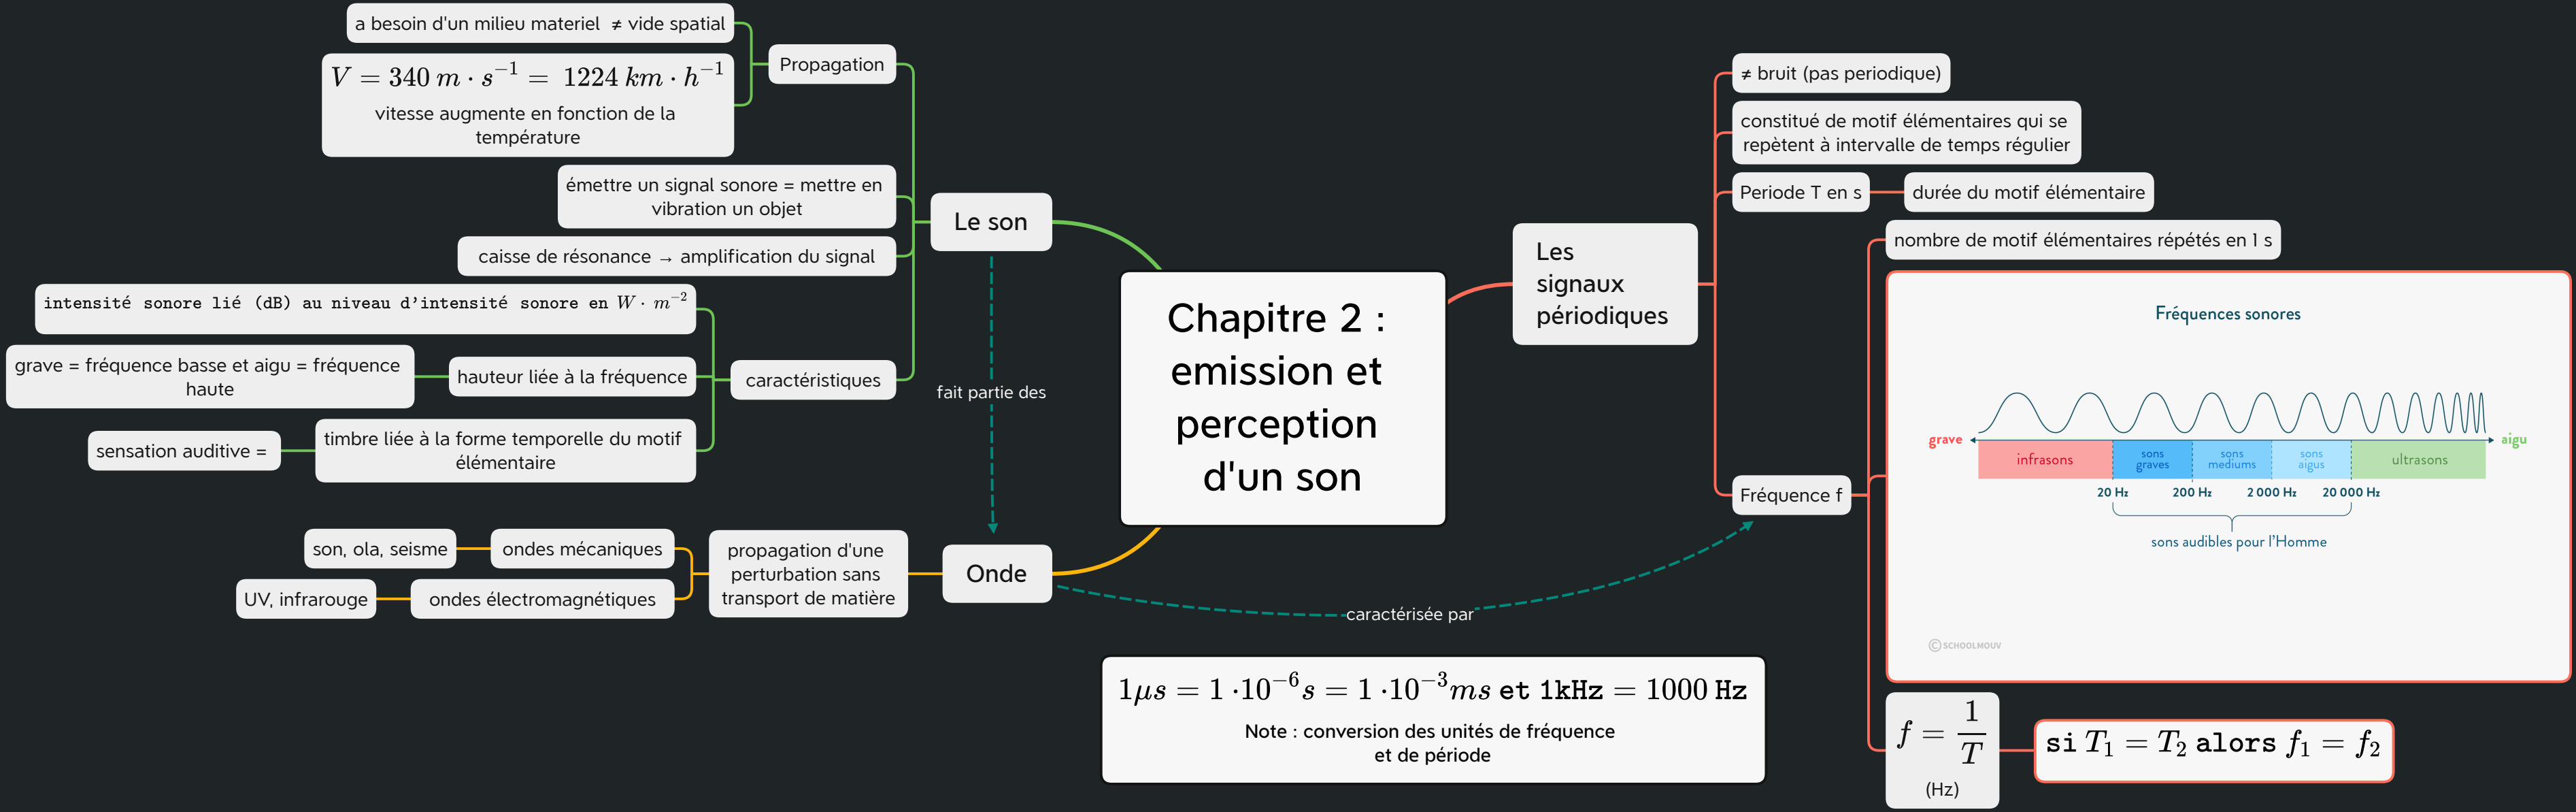 a besoin d'un milieu materiel ≠ vide spatial
V = 340 m · s⁻¹ = 1224 km · h⁻¹
vitesse augmente en fonction de la
température
Propagation
émettre un signal sonore = mettre en
vibration un objet
caisse de résonance → amplification du signal
Le son
intensité sonore lié (dB) au niveau d'intensité sonore en W · m⁻²
grave = fréquence basse et aigu = fréquence
haute
hauteur liée à la fréquence
caractéristiques
sensation auditive =
timbre liée à la forme temporelle du motif
élémentaire
fait partie des
son, ola, seisme
ondes mécaniques
UV, infrarouge
ondes électromagnétiques
propagation d'une
perturbation sans
transport de matière
Onde
Chapitre 2 :
emission et
perception
d'un son
caractérisée par
1μs = 1 ·10⁻⁶s = 1 ·10⁻³ms et 1kHz = 1000 Hz
Note : conversion des unités de fréquence
et de période
Les
signaux
périodiques
≠ bruit (pas periodique)
constitué de motif élémentaires qui se
repètent à intervalle de temps régulier
Periode T en s
durée du motif élémentaire
Fréquence f
nombre de motif élémentaires répétés en 1 s
Fréquences sonores
grave
aigu
infrasons
sons
graves
sons
mediums
sons
aigus
ultrasons
20 Hz
200 Hz
2 000 Hz
20 000 Hz
sons audibles pour l'Homme
© SCHOOLMOUV
f = 1/T
(Hz)
si T₁ = T₂ alors f₁ = f₂